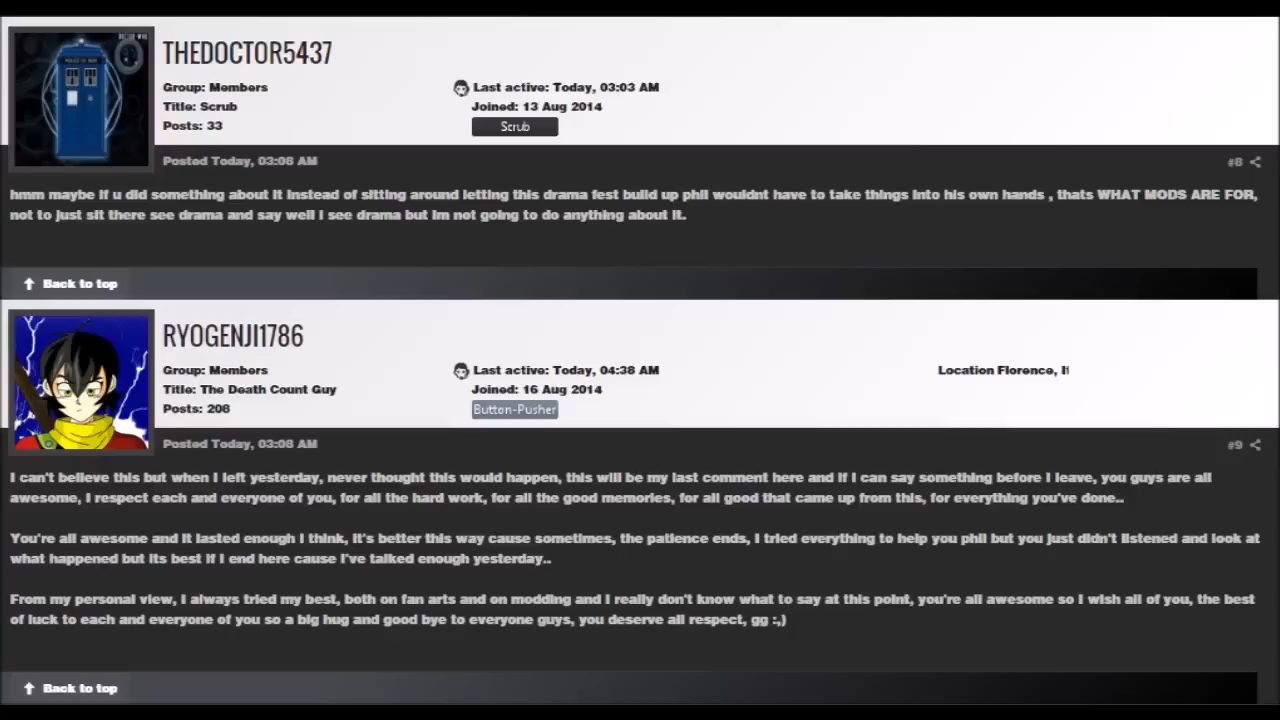 THEDOCTOR5437
Group: Members
Last active: Today, 03:03 AM
Title: Scrub
Joined: 13 Aug 2014
Posts: 33
Scrub
Posted Today, 03:08 AM
#8
hmm maybe if u did something about it instead of sitting around letting this drama fest build up phil wouldnt have to take things into his own hands , thats WHAT MODS ARE FOR,
not to just sit there see drama and say well i see drama but im not going to do anything about it.
Back to top
RYOGENJI1786
Group: Members
Last active: Today, 04:38 AM
Location Florence, It
Title: The Death Count Guy
Joined: 16 Aug 2014
Posts: 208
Button-Pusher
Posted Today, 03:08 AM
#9
I can't believe this but when I left yesterday, never thought this would happen, this will be my last comment here and if I can say something before I leave, you guys are all
awesome, I respect each and everyone of you, for all the hard work, for all the good memories, for all good that came up from this, for everything you've done..
You're all awesome and it lasted enough I think, it's better this way cause sometimes, the patience ends, I tried everything to help you phil but you just didn't listened and look at
what happened but its best if I end here cause I've talked enough yesterday..
From my personal view, I always tried my best, both on fan arts and on modding and I really don't know what to say at this point, you're all awesome so I wish all of you, the best
of luck to each and everyone of you so a big hug and good bye to everyone guys, you deserve all respect, gg :,)
Back to top